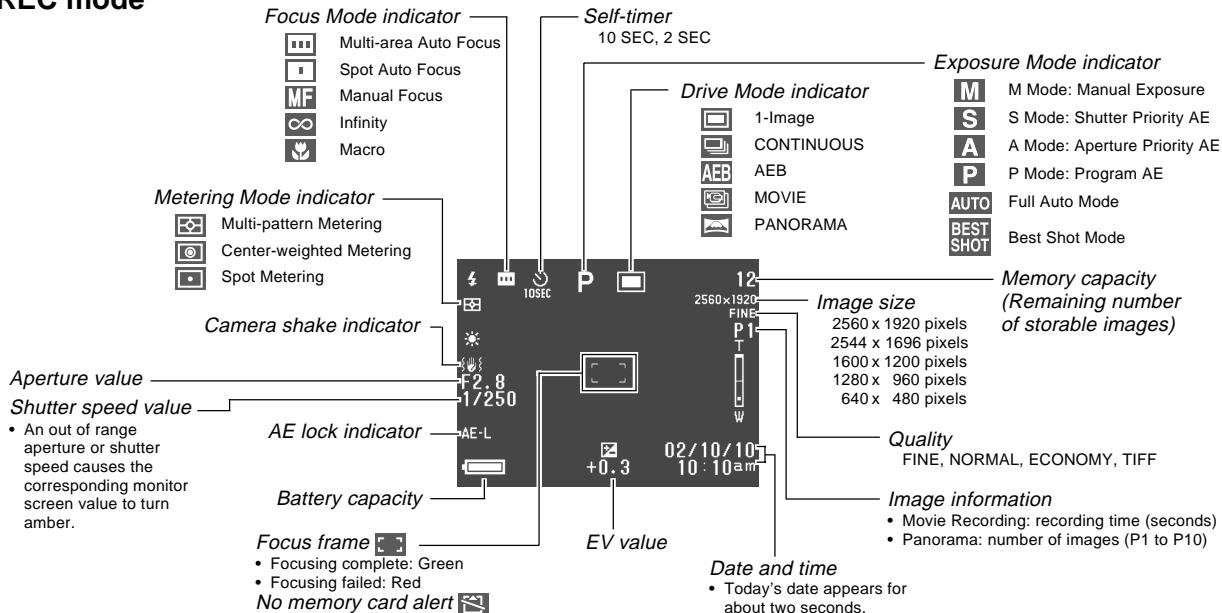 REC mode
Focus Mode indicator
Multi-area Auto Focus
Spot Auto Focus
MF Manual Focus
∞ Infinity
Macro
Self-timer
10 SEC, 2 SEC
Drive Mode indicator
1-Image
CONTINUOUS
AEB AEB
MOVIE
PANORAMA
Exposure Mode indicator
M M Mode: Manual Exposure
S S Mode: Shutter Priority AE
A A Mode: Aperture Priority AE
P P Mode: Program AE
AUTO Full Auto Mode
BEST SHOT Best Shot Mode
Metering Mode indicator
Multi-pattern Metering
Center-weighted Metering
Spot Metering
Camera shake indicator
Aperture value
Shutter speed value
• An out of range
aperture or shutter
speed causes the
corresponding monitor
screen value to turn
amber.
AE lock indicator
Battery capacity
10SEC
P
12
2560×1920
FINE
P1
T
W
F2.8
1/250
AE-L
+0.3
02/10/10
10:10am
Memory capacity
(Remaining number
of storable images)
Image size
2560 x 1920 pixels
2544 x 1696 pixels
1600 x 1200 pixels
1280 x 960 pixels
640 x 480 pixels
Quality
FINE, NORMAL, ECONOMY, TIFF
Image information
• Movie Recording: recording time (seconds)
• Panorama: number of images (P1 to P10)
Focus frame
• Focusing complete: Green
• Focusing failed: Red
No memory card alert
EV value
Date and time
• Today's date appears for
about two seconds.